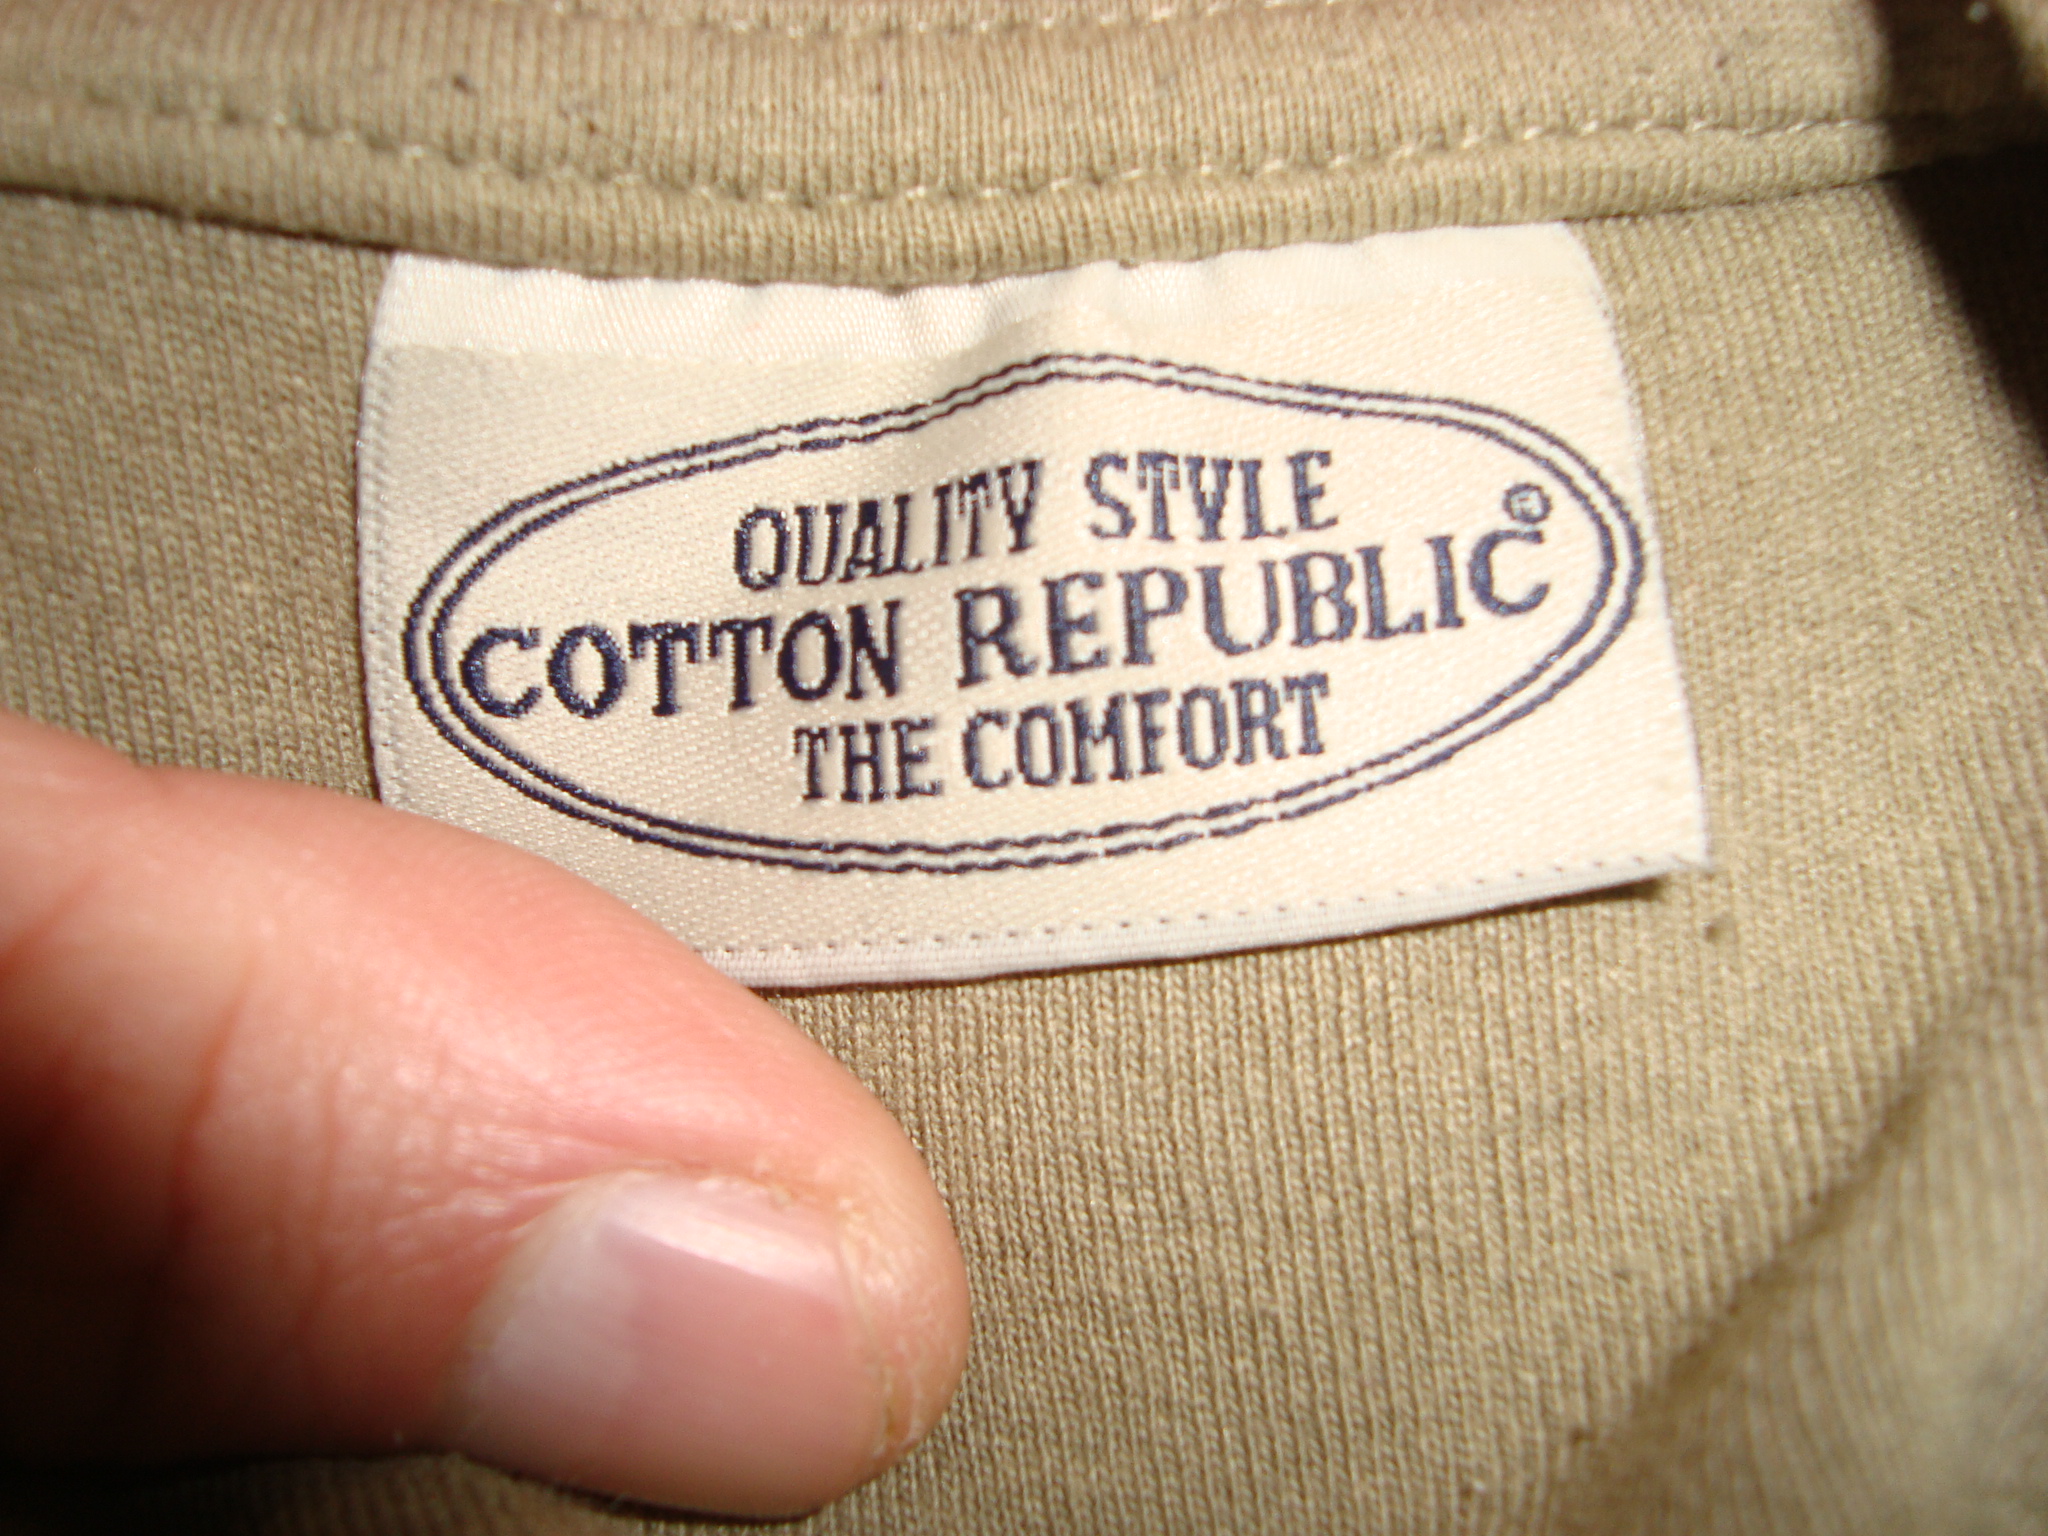 QUALITY STYLE
COTTON REPUBLIC®
THE COMFORT